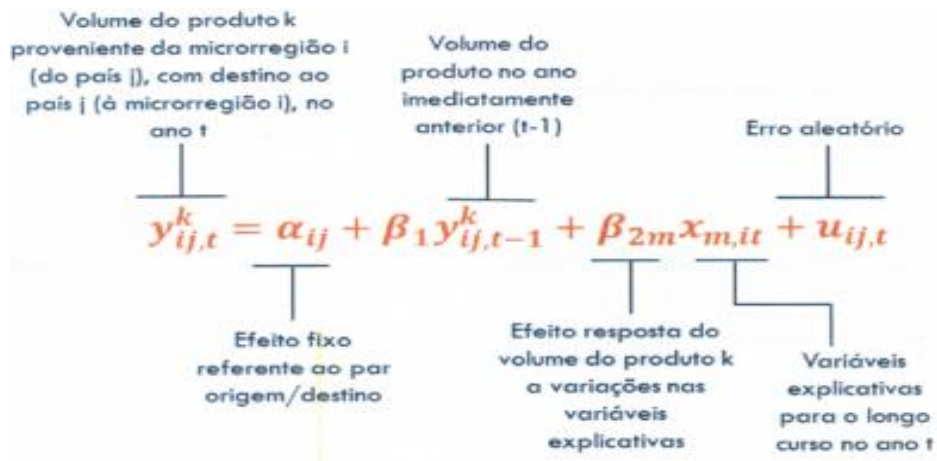 Volume do produto k
proveniente da microrregião i
(do país j), com destino ao
país j (à microrregião i), no
ano t
Volume do
produto no ano
imediatamente
anterior (t-1)
Erro aleatório
y^k_{ij,t} = α_{ij} + β_1 y^k_{ij,t−1} + β_{2m} x_{m,it} + u_{ij,t}
Efeito fixo
referente ao par
origem/destino
Efeito resposta do
volume do produto k
a variações nas
variáveis
explicativas
Variáveis
explicativas
para o longo
curso no ano t